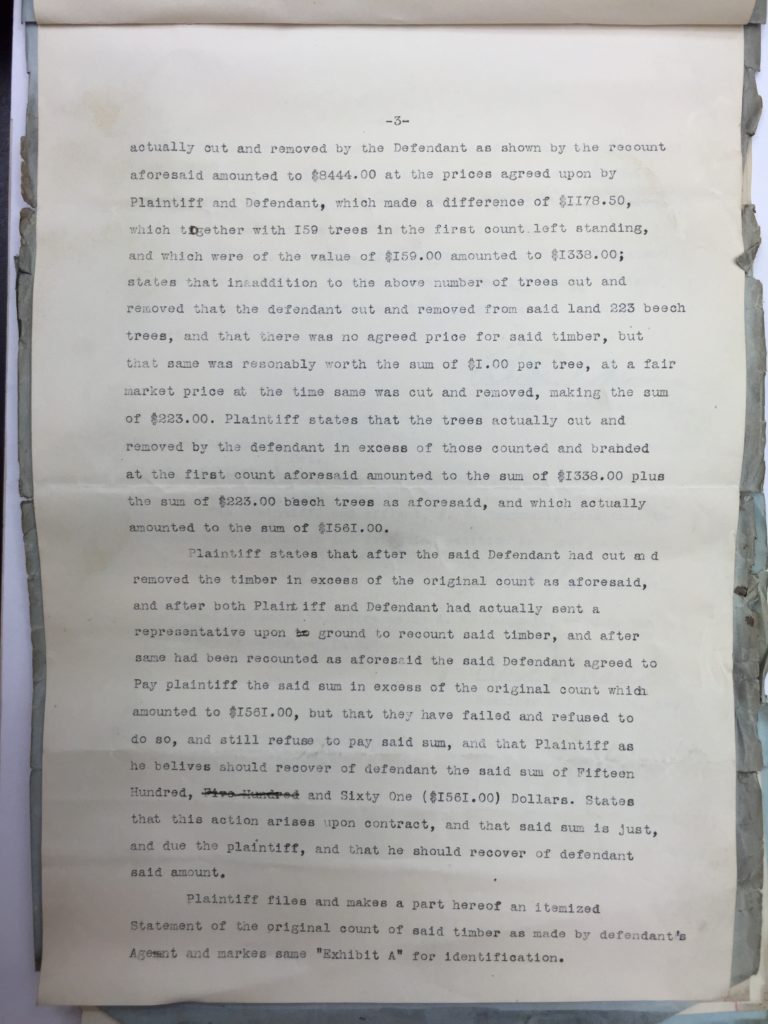 -3-
actually cut and removed by the Defendant as shown by the recount
aforesaid amounted to $8444.00 at the prices agreed upon by
Plaintiff and Defendant, which made a difference of $II78.50,
which together with I59 trees in the first count left standing,
and which were of the value of $I59.00 amounted to $I338.00;
states that inaaddition to the above number of trees cut and
removed that the defendant cut and removed from said land 223 beech
trees, and that there was no agreed price for said timber, but
that same was resonably worth the sum of $I.00 per tree, at a fair
market price at the time same was cut and removed, making the sum
of $223.00. Plaintiff states that the trees actually cut and
removed by the defendant in excess of those counted and branded
at the first count aforesaid amounted to the sum of $I338.00 plus
the sum of $223.00 beech trees as aforesaid, and which actually
amounted to the sum of $I56I.00.
Plaintiff states that after the said Defendant had cut and
removed the timber in excess of the original count as aforesaid,
and after both Plaintiff and Defendant had actually sent a
representative upon to ground to recount said timber, and after
same had been recounted as aforesaid the said Defendant agreed to
Pay plaintiff the said sum in excess of the original count which
amounted to $I56I.00, but that they have failed and refused to
do so, and still refuse to pay said sum, and that Plaintiff as
he belives should recover of defendant the said sum of Fifteen
Hundred, Five Hundred and Sixty One ($I56I.00) Dollars. States
that this action arises upon contract, and that said sum is just,
and due the plaintiff, and that he should recover of defendant
said amount.
Plaintiff files and makes a part hereof an itemized
Statement of the original count of said timber as made by defendant's
Agemnt and markes same "Exhibit A" for identification.